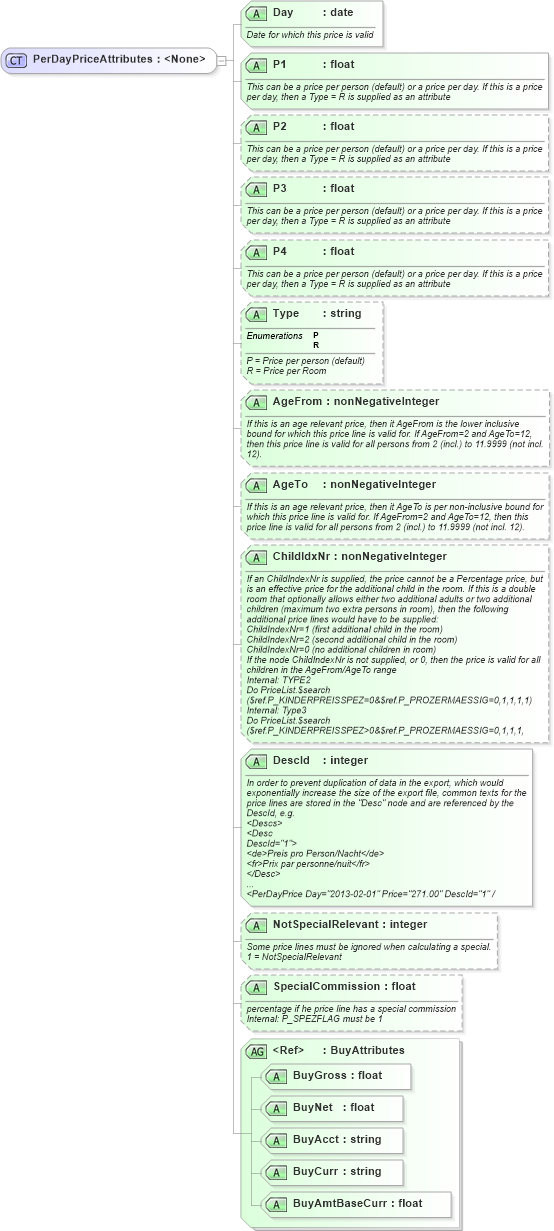 CT PerDayPriceAttributes : <None>
A Day : date
Date for which this price is valid
A P1 : float
This can be a price per person (default) or a price per day. If this is a price
per day, then a Type = R is supplied as an attribute
A P2 : float
This can be a price per person (default) or a price per day. If this is a price
per day, then a Type = R is supplied as an attribute
A P3 : float
This can be a price per person (default) or a price per day. If this is a price
per day, then a Type = R is supplied as an attribute
A P4 : float
This can be a price per person (default) or a price per day. If this is a price
per day, then a Type = R is supplied as an attribute
A Type : string
Enumerations P
R
P = Price per person (default)
R = Price per Room
A AgeFrom : nonNegativeInteger
If this is an age relevant price, then it AgeFrom is the lower inclusive
bound for which this price line is valid for. If AgeFrom=2 and AgeTo=12,
then this price line is valid for all persons from 2 (incl.) to 11.9999 (not incl.
12).
A AgeTo : nonNegativeInteger
If this is an age relevant price, then it AgeTo is per non-inclusive bound for
which this price line is valid for. If AgeFrom=2 and AgeTo=12, then this
price line is valid for all persons from 2 (incl.) to 11.9999 (not incl. 12).
A ChildIdxNr : nonNegativeInteger
If an ChildIndexNr is supplied, the price cannot be a Percentage price, but
is an effective price for the additional child in the room. If this is a double
room that optionally allows either two additional adults or two additional
children (maximum two extra persons in room), then the following
additional price lines would have to be supplied:
ChildIndexNr=1 (first additional child in the room)
ChildIndexNr=2 (second additional child in the room)
ChildIndexNr=0 (no additional children in room)
If the node ChildIndexNr is not supplied, or 0, then the price is valid for all
children in the AgeFrom/AgeTo range
Internal: TYPE2
Do PriceList.$search
($ref.P_KINDERPREISSPEZ=0&$ref.P_PROZERMAESSIG=0,1,1,1,1)
Internal: Type3
Do PriceList.$search
($ref.P_KINDERPREISSPEZ>0&$ref.P_PROZERMAESSIG=0,1,1,1,
A DescId : integer
In order to prevent duplication of data in the export, which would
exponentially increase the size of the export file, common texts for the
price lines are stored in the "Desc" node and are referenced by the
DescId, e.g.
<Descs>
<Desc
DescId="1">
<de>Preis pro Person/Nacht</de>
<fr>Prix par personne/nuit</fr>
</Desc>
...
<PerDayPrice Day="2013-02-01" Price="271.00" DescId="1" /
A NotSpecialRelevant : integer
Some price lines must be ignored when calculating a special.
1 = NotSpecialRelevant
A SpecialCommission : float
percentage if he price line has a special commission
Internal: P_SPEZFLAG must be 1
AG <Ref> : BuyAttributes
A BuyGross : float
A BuyNet : float
A BuyAcct : string
A BuyCurr : string
A BuyAmtBaseCurr : float